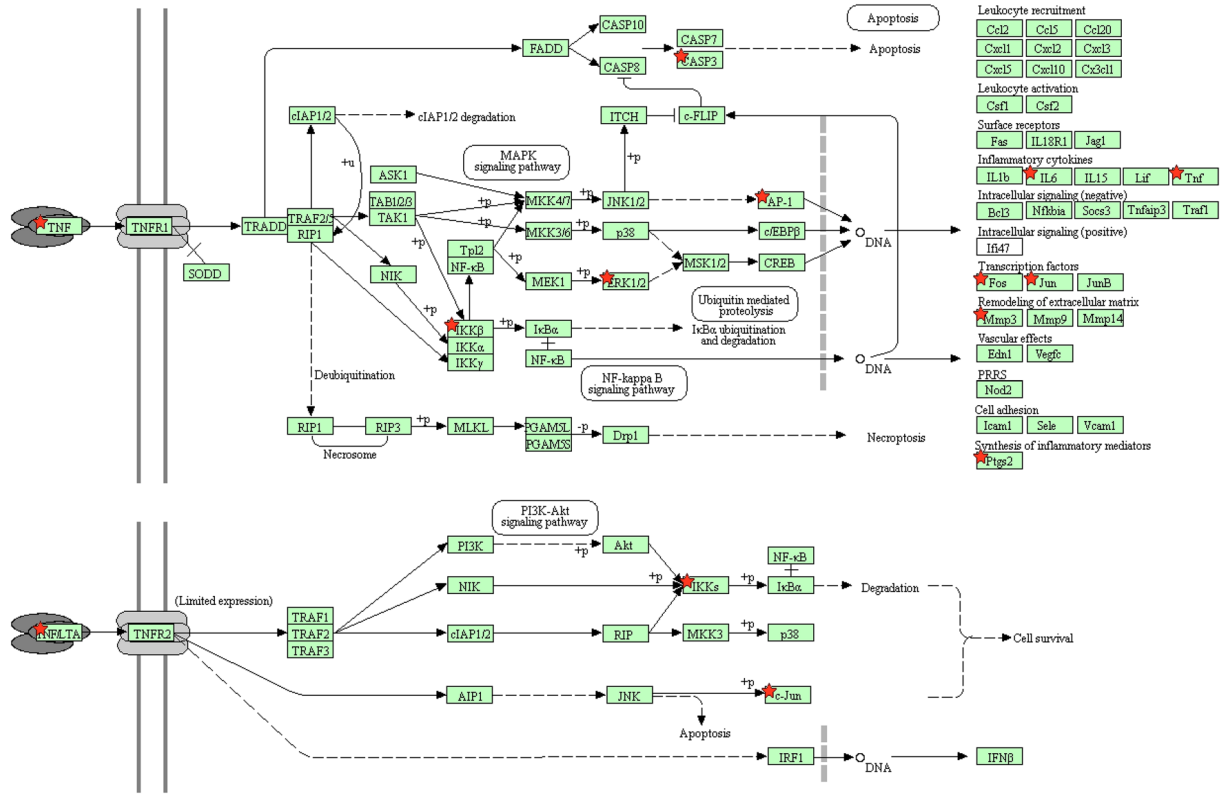 Apoptosis
Leukocyte recruitment
Ccl2 Ccl5 Ccl20
Cxcl1 Cxcl2 Cxcl3
Cxcl5 Cxcl10 Cx3cl1
FADD
CASP10
CASP8
CASP7
CASP3
Apoptosis
Leukocyte activation
Csf1 Csf2
cIAP1/2
cIAP1/2 degradation
ITCH
c-FLIP
Surface receptors
Fas IL18R1 Jag1
MAPK
signaling pathway
+u
+p
ASK1
Inflammatory cytokines
IL1b IL6 IL15 Lif Tnf
TAB1/2/3
TAK1
+p
MKK4/7
+p
JNK1/2
AP-1
Intracellular signaling (negative)
Bcl3 Nfkbia Socs3 Tnfaip3 Traf1
TNF
TNFR1
TRADD
TRAF2/5
RIP1
+p
MKK3/6
+p
p38
c/EBPβ
DNA
Intracellular signaling (positive)
Ifi47
SODD
NIK
+p
Tpl2
NF-κB
+p
MEK1
+p
ERK1/2
MSK1/2
CREB
Transcription factors
Fos Jun JunB
Ubiquitin mediated
proteolysis
Remodeling of extracellular matrix
Mmp3 Mmp9 Mmp14
+p
IKKβ
IKKα
IKKγ
+p
IκBα
IκBα ubiquitination
and degradation
NF-κB
DNA
Vascular effects
Edn1 Vegfc
Deubiquitination
NF-kappa B
signaling pathway
PRRS
Nod2
Cell adhesion
Icam1 Sele Vcam1
RIP1
RIP3
+p
MLKL
PGAM5L
PGAM5S
-p
Drp1
Necroptosis
Necrosome
Synthesis of inflammatory mediators
Ptgs2
PI3K-Akt
signaling pathway
PI3K
+p
Akt
NF-κB
NIK
+p
IKKs
+p
IκBα
Degradation
(Limited expression)
TNF/LTA
TNFR2
TRAF1
TRAF2
TRAF3
cIAP1/2
RIP
MKK3
+p
p38
Cell survival
AIP1
JNK
+p
c-Jun
Apoptosis
IRF1
DNA
IFNβ